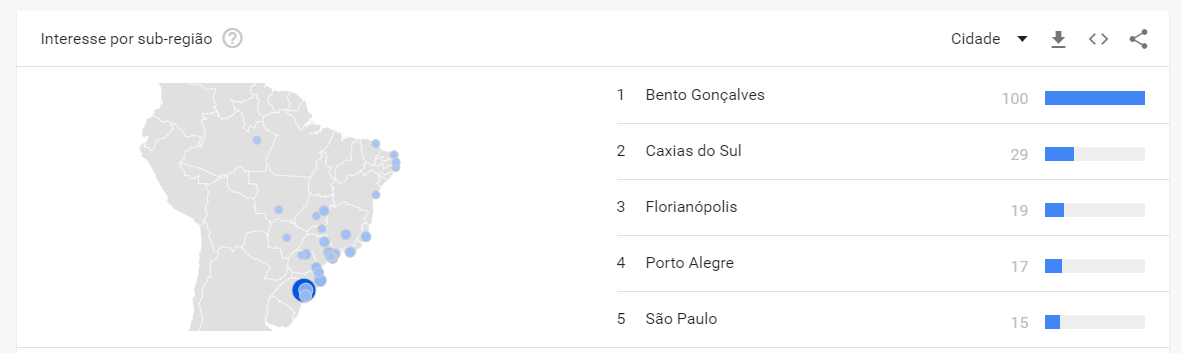 Interesse por sub-região ?
Cidade
1 Bento Gonçalves 100
2 Caxias do Sul 29
3 Florianópolis 19
4 Porto Alegre 17
5 São Paulo 15